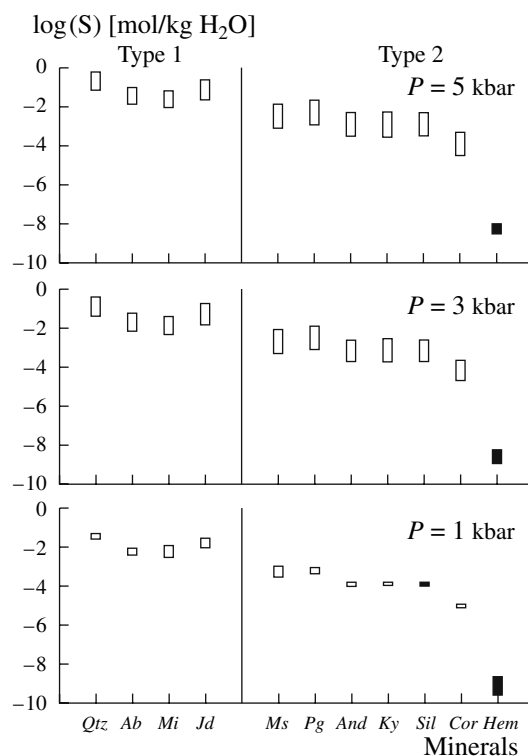 log(S) [mol/kg H₂O]
Type 1 Type 2
0
−2
−4
−6
−8
−10
P = 5 kbar
0
−2
−4
−6
−8
−10
P = 3 kbar
0
−2
−4
−6
−8
−10
P = 1 kbar
Qtz Ab Mi Jd Ms Pg And Ky Sil Cor Hem
Minerals